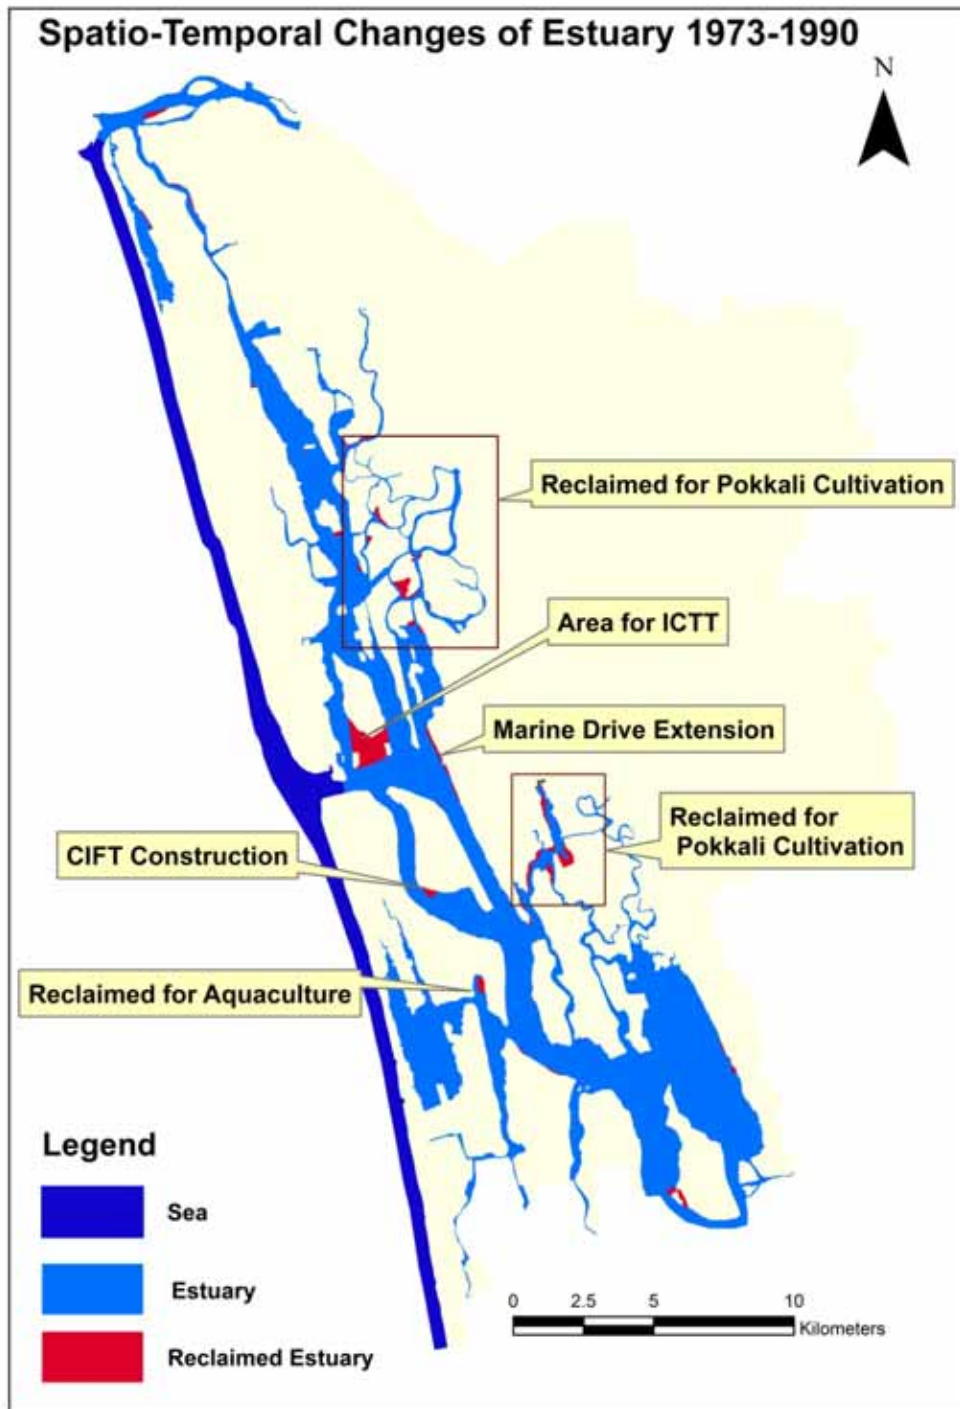 Spatio-Temporal Changes of Estuary 1973-1990
N
Reclaimed for Pokkali Cultivation
Area for ICTT
Marine Drive Extension
Reclaimed for
Pokkali Cultivation
CIFT Construction
Reclaimed for Aquaculture
Legend
Sea
Estuary
Reclaimed Estuary
0 2.5 5 10
Kilometers